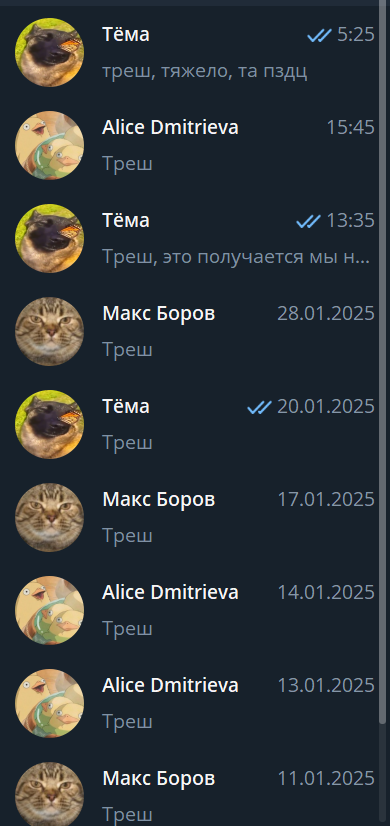 Тёма 5:25
треш, тяжело, та пздц
Alice Dmitrieva 15:45
Треш
Тёма 13:35
Треш, это получается мы н...
Макс Боров 28.01.2025
Треш
Тёма 20.01.2025
Треш
Макс Боров 17.01.2025
Треш
Alice Dmitrieva 14.01.2025
Треш
Alice Dmitrieva 13.01.2025
Треш
Макс Боров 11.01.2025
Треш